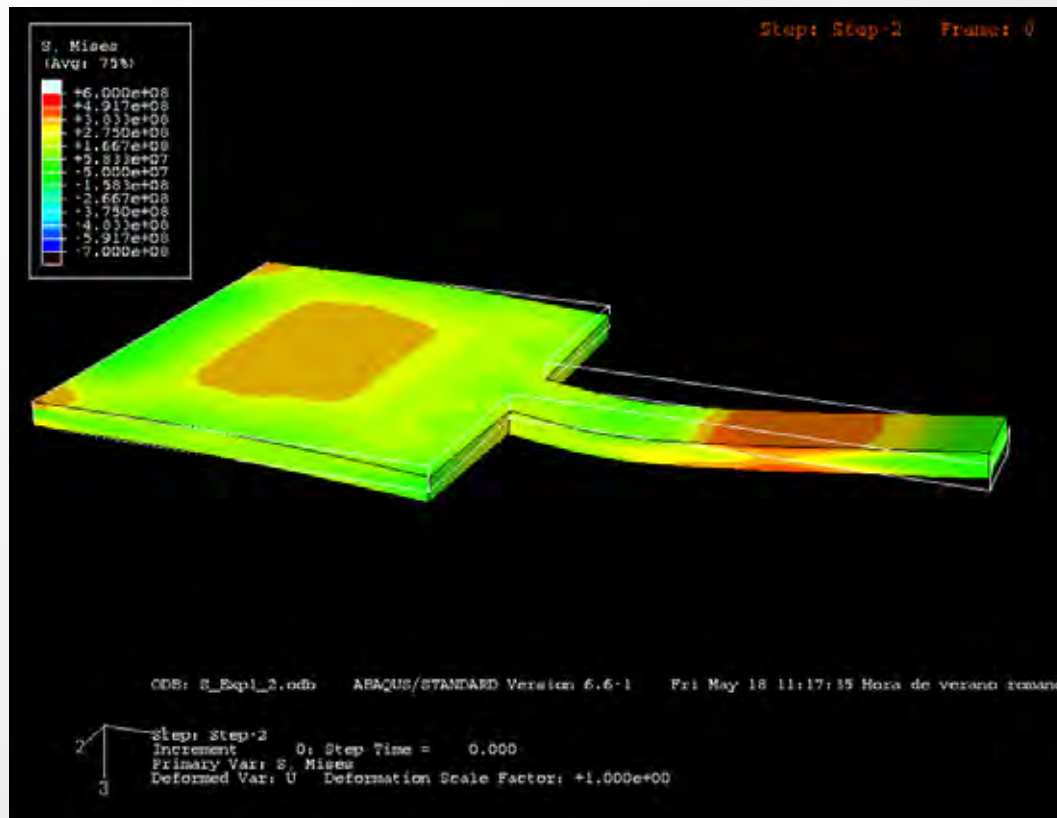 Step: Step-2 Frame: 0
S, Mises
(Avg: 75%)
+6.000e+08
+4.917e+08
+3.833e+08
+2.750e+08
+1.667e+08
+5.833e+07
-5.000e+07
-1.583e+08
-2.667e+08
-3.750e+08
-4.833e+08
-5.917e+08
-7.000e+08
ODB: S_Expl_2.odb ABAQUS/STANDARD Version 6.6-1 Fri May 18 11:17:35 Hora de verano romanc
2
3
Step: Step-2
Increment 0: Step Time = 0.000
Primary Var: S, Mises
Deformed Var: U Deformation Scale Factor: +1.000e+00